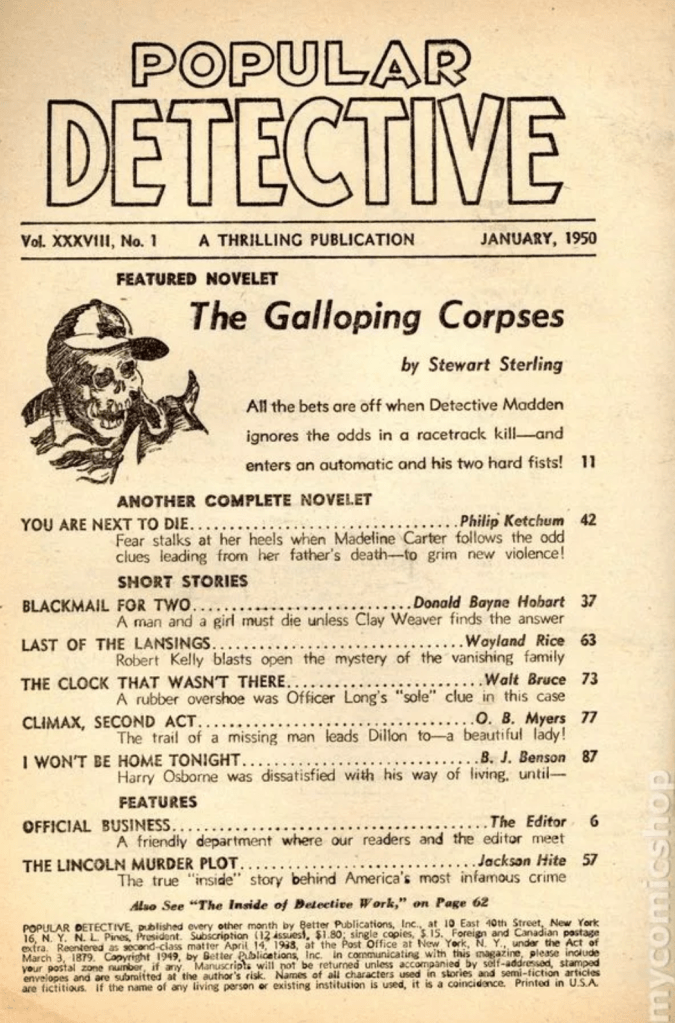 POPULAR
DETECTIVE
Vol. XXXVIII, No. 1 A THRILLING PUBLICATION JANUARY, 1950
FEATURED NOVELET
The Galloping Corpses
by Stewart Sterling
All the bets are off when Detective Madden
ignores the odds in a racetrack kill—and
enters an automatic and his two hard fists! 11
ANOTHER COMPLETE NOVELET
YOU ARE NEXT TO DIE................................Philip Ketchum 42
Fear stalks at her heels when Madeline Carter follows the odd
clues leading from her father's death—to grim new violence!
SHORT STORIES
BLACKMAIL FOR TWO..........................Donald Bayne Hobart 37
A man and a girl must die unless Clay Weaver finds the answer
LAST OF THE LANSINGS..............................Wayland Rice 63
Robert Kelly blasts open the mystery of the vanishing family
THE CLOCK THAT WASN'T THERE........................Walt Bruce 73
A rubber overshoe was Officer Long's "sole" clue in this case
CLIMAX, SECOND ACT.................................O. B. Myers 77
The trail of a missing man leads Dillon to—a beautiful lady!
I WON'T BE HOME TONIGHT............................B. J. Benson 87
Harry Osborne was dissatisfied with his way of living, until—
FEATURES
OFFICIAL BUSINESS......................................The Editor 6
A friendly department where our readers and the editor meet
THE LINCOLN MURDER PLOT............................Jackson Hite 57
The true "inside" story behind America's most infamous crime
Also See "The Inside of Detective Work," on Page 62
POPULAR DETECTIVE, published every other month by Better Publications, Inc., at 10 East 40th Street, New York
16, N. Y. N. L. Pines, President. Subscription (12 issues), $1.80; single copies, $.15. Foreign and Canadian postage
extra. Reentered as second-class matter April 14, 1938, at the Post Office at New York, N. Y., under the Act of
March 3, 1879. Copyright 1949, by Better Publications, Inc. In communicating with this magazine, please include
your postal zone number, if any. Manuscripts will not be returned unless accompanied by self-addressed, stamped
envelopes and are submitted at the author's risk. Names of all characters used in stories and semi-fiction articles
are fictitious. If the name of any living person or existing institution is used, it is a coincidence. Printed in U.S.A.
mycomicshop